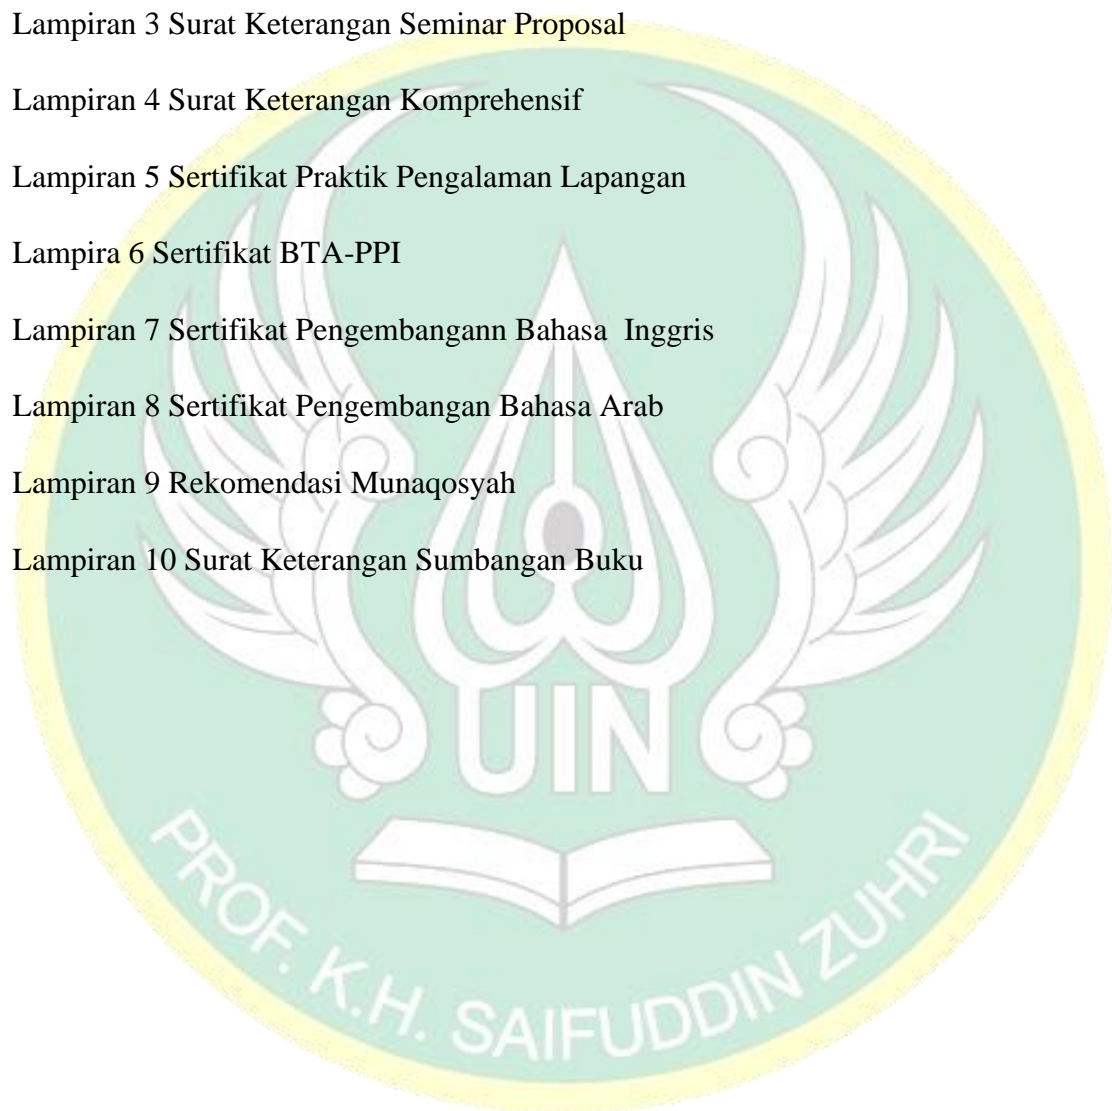 Lampiran 3 Surat Keterangan Seminar Proposal
Lampiran 4 Surat Keterangan Komprehensif
Lampiran 5 Sertifikat Praktik Pengalaman Lapangan
Lampira 6 Sertifikat BTA-PPI
Lampiran 7 Sertifikat Pengembangann Bahasa  Inggris
Lampiran 8 Sertifikat Pengembangan Bahasa Arab
Lampiran 9 Rekomendasi Munaqosyah
Lampiran 10 Surat Keterangan Sumbangan Buku
UIN
PROF. K.H. SAIFUDDIN ZUHRI